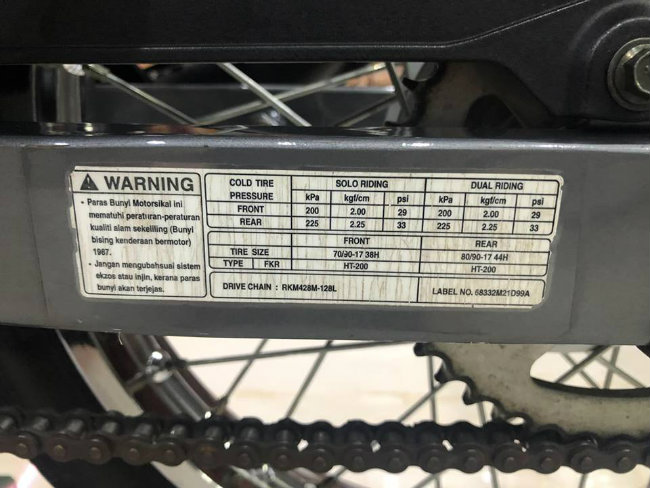 WARNING
• Paras Bunyi Motorsikal ini
mematuhi peraturan-peraturan
kualiti alam sekeliling (Bunyi
bising kenderaan bermotor)
1987.
• Jangan mengubahsuai sistem
ekzos atau injin, kerana paras
bunyi akan terjejas.
COLD TIRE PRESSURE SOLO RIDING DUAL RIDING
kPa kgf/cm psi kPa kgf/cm psi
FRONT 200 2.00 29 200 2.00 29
REAR 225 2.25 33 225 2.25 33
FRONT REAR
TIRE SIZE 70/90-17 38H 80/90-17 44H
TYPE FKR HT-200 HT-200
DRIVE CHAIN : RKM428M-128L LABEL NO. 68332M21D99A